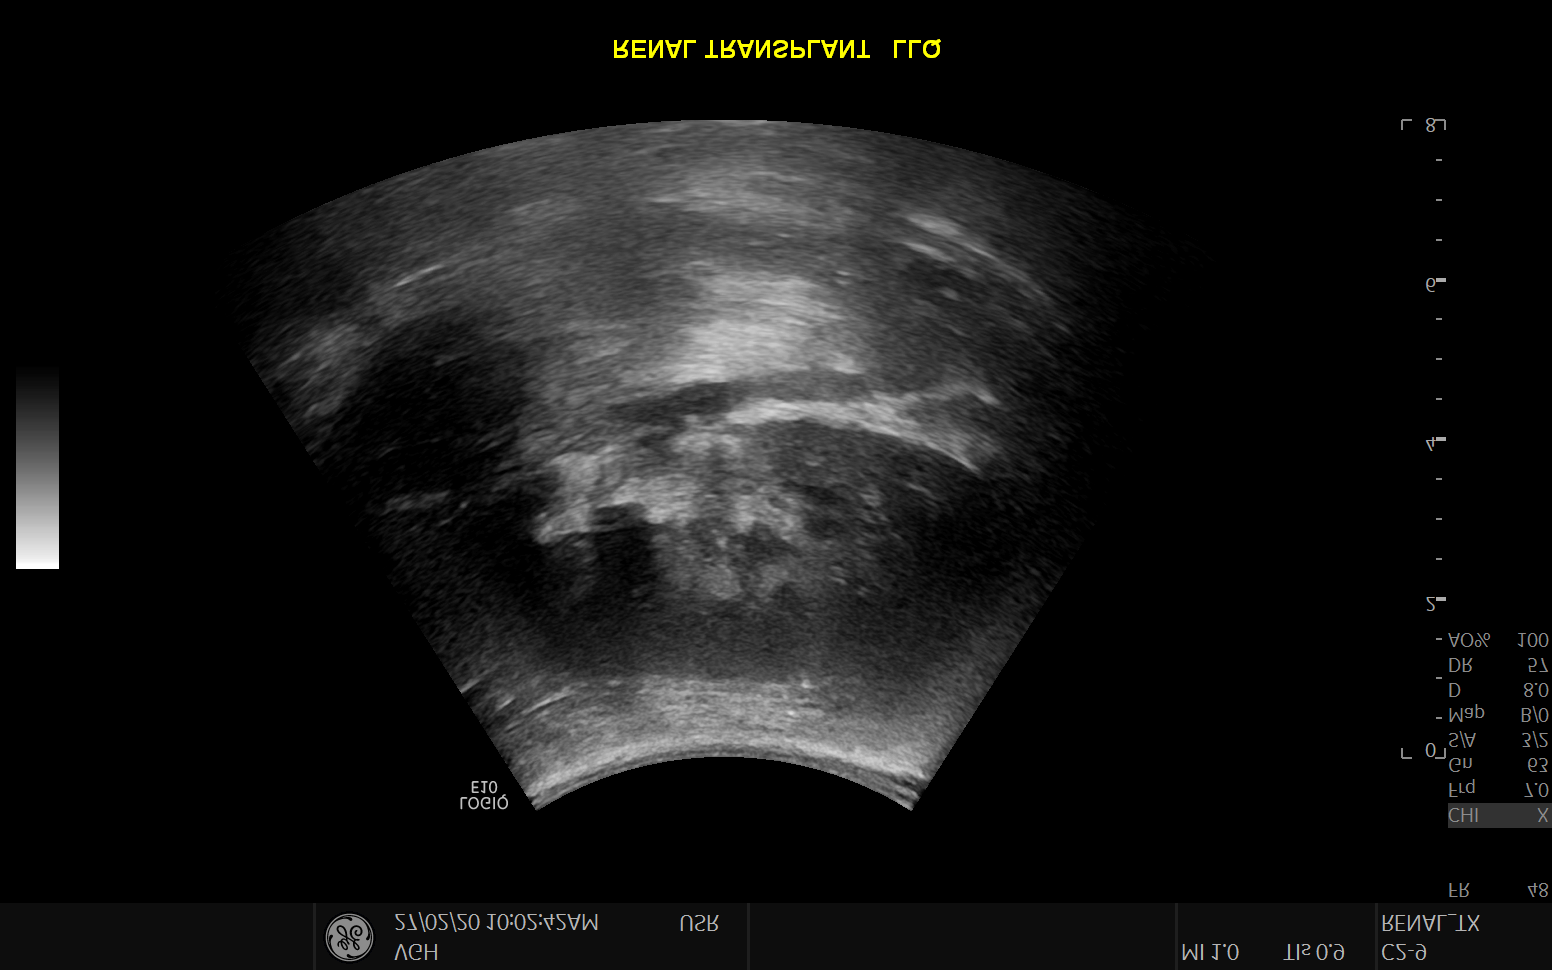 VGH
27/02/20 10:02:42AM USR
MI 1.0 TIs 0.9
C2-9
RENAL_TX
FR 48
CHI X
Frq 7.0
Gn 63
S/A 3/2
Map B/0
D 8.0
DR 57
AO% 100
LOGIQ
E10
0
2
4
6
8
RENAL TRANSPLANT LLQ